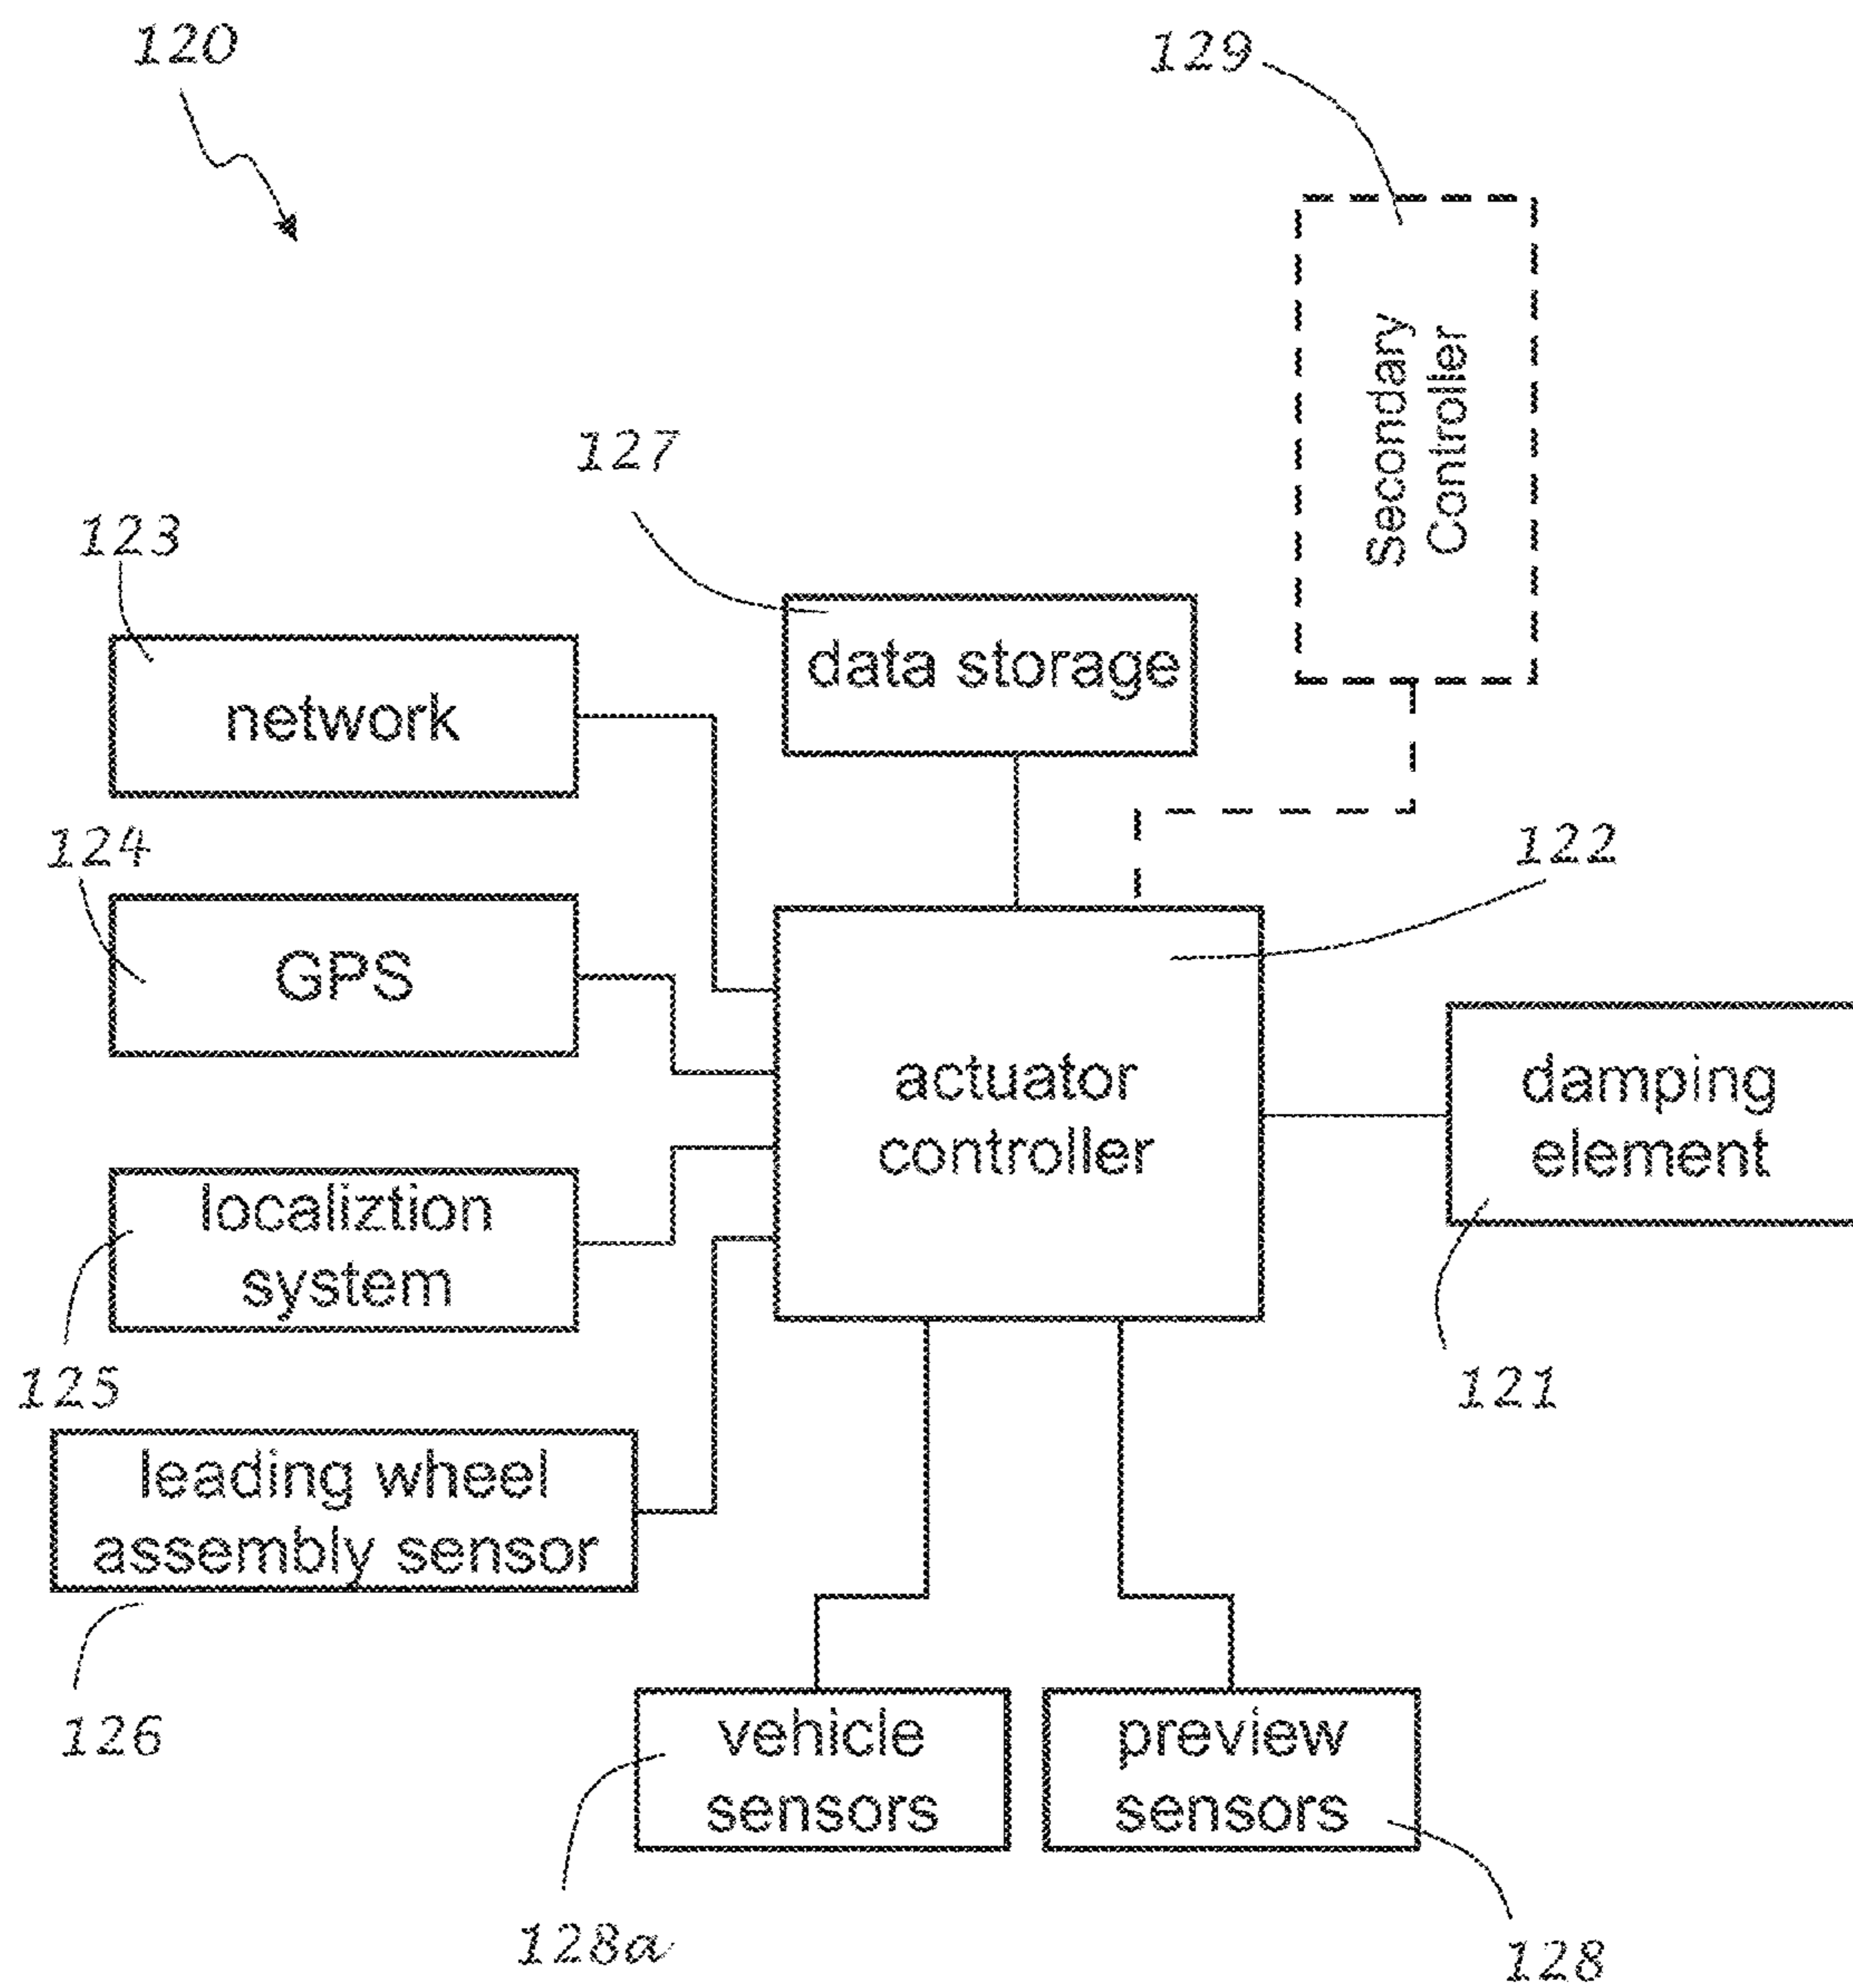 120
129
Secondary
Controller
127
123
data storage
network
124
122
GPS
actuator
controller
damping
element
localiztion
system
125
121
leading wheel
assembly sensor
126
vehicle
sensors
preview
sensors
128a
128